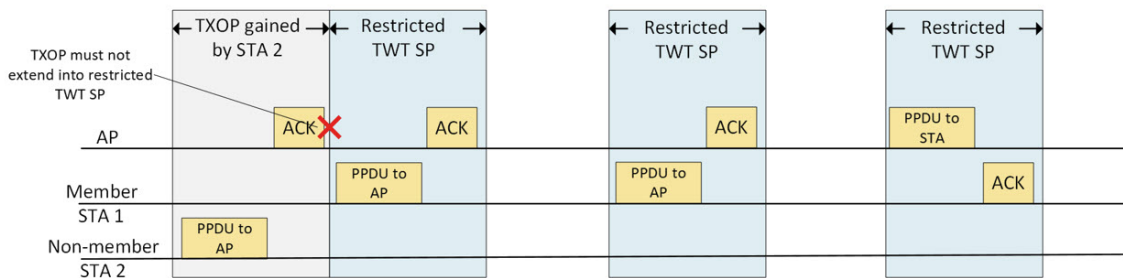 TXOP gained
by STA 2
Restricted
TWT SP
Restricted
TWT SP
Restricted
TWT SP
TXOP must not
extend into restricted
TWT SP
AP
ACK
ACK
ACK
PPDU to
STA
Member
STA 1
PPDU to
AP
PPDU to
AP
ACK
Non-member
STA 2
PPDU to
AP